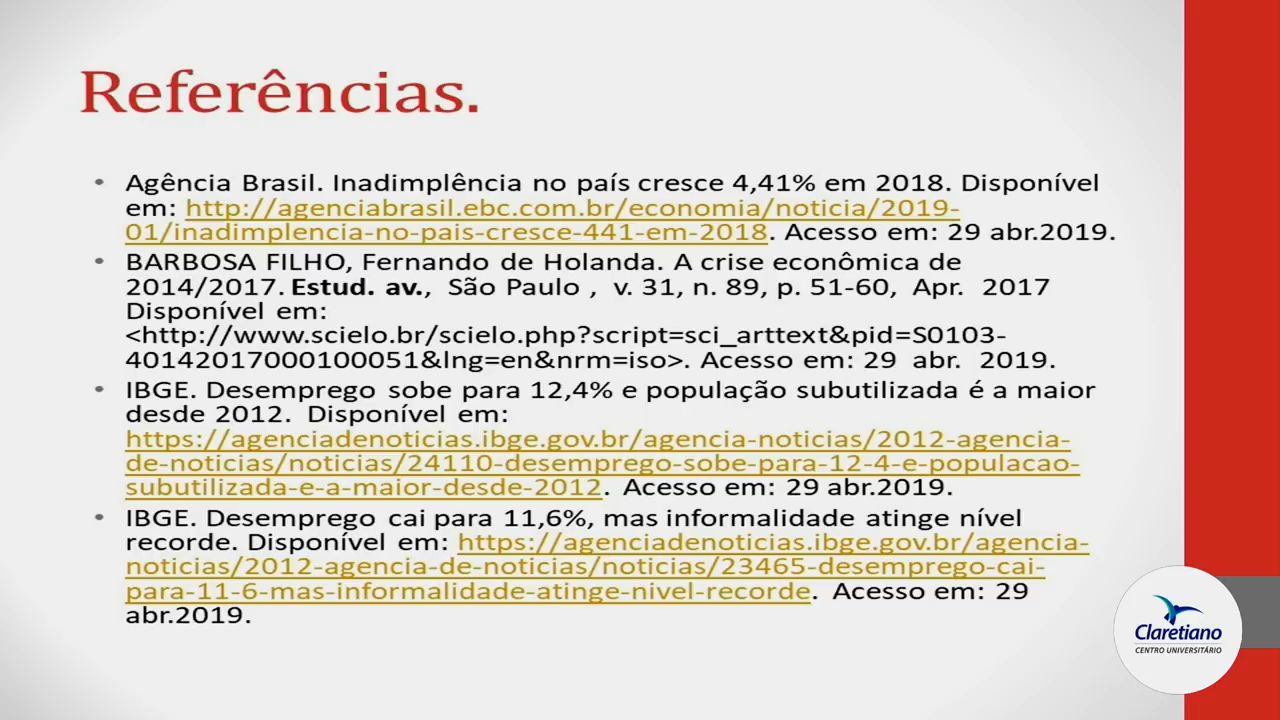 Referências.
Agência Brasil. Inadimplência no país cresce 4,41% em 2018. Disponível
em: http://agenciabrasil.ebc.com.br/economia/noticia/2019-
01/inadimplencia-no-pais-cresce-441-em-2018. Acesso em: 29 abr.2019.
BARBOSA FILHO, Fernando de Holanda. A crise econômica de
2014/2017. Estud. av., São Paulo , v. 31, n. 89, p. 51-60, Apr. 2017
Disponível em:
<http://www.scielo.br/scielo.php?script=sci_arttext&pid=S0103-
40142017000100051&lng=en&nrm=iso>. Acesso em: 29 abr. 2019.
IBGE. Desemprego sobe para 12,4% e população subutilizada é a maior
desde 2012. Disponível em:
https://agenciadenoticias.ibge.gov.br/agencia-noticias/2012-agencia-
de-noticias/noticias/24110-desemprego-sobe-para-12-4-e-populacao-
subutilizada-e-a-maior-desde-2012. Acesso em: 29 abr.2019.
IBGE. Desemprego cai para 11,6%, mas informalidade atinge nível
recorde. Disponível em: https://agenciadenoticias.ibge.gov.br/agencia-
noticias/2012-agencia-de-noticias/noticias/23465-desemprego-cai-
para-11-6-mas-informalidade-atinge-nivel-recorde. Acesso em: 29
abr.2019.
Claretiano
CENTRO UNIVERSITÁRIO